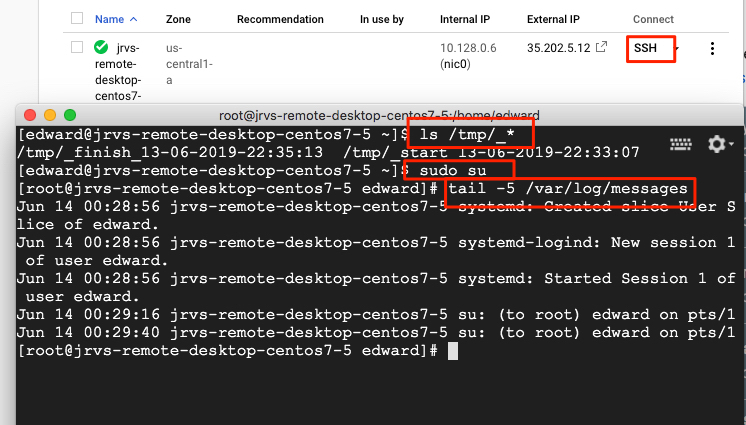 Name Zone Recommendation In use by Internal IP External IP Connect
jrvs- us- 10.128.0.6 35.202.5.12 SSH
remote- central1- (nic0)
desktop- a
centos7-
root@jrvs-remote-desktop-centos7-5:/home/edward
[edward@jrvs-remote-desktop-centos7-5 ~]$ ls /tmp/_*
/tmp/_finish_13-06-2019-22:35:13 /tmp/_start_13-06-2019-22:33:07
[edward@jrvs-remote-desktop-centos7-5 ~]$ sudo su
[root@jrvs-remote-desktop-centos7-5 edward]# tail -5 /var/log/messages
Jun 14 00:28:56 jrvs-remote-desktop-centos7-5 systemd: Created slice User S
lice of edward.
Jun 14 00:28:56 jrvs-remote-desktop-centos7-5 systemd-logind: New session 1
of user edward.
Jun 14 00:28:56 jrvs-remote-desktop-centos7-5 systemd: Started Session 1 of
user edward.
Jun 14 00:29:16 jrvs-remote-desktop-centos7-5 su: (to root) edward on pts/1
Jun 14 00:29:40 jrvs-remote-desktop-centos7-5 su: (to root) edward on pts/1
[root@jrvs-remote-desktop-centos7-5 edward]#